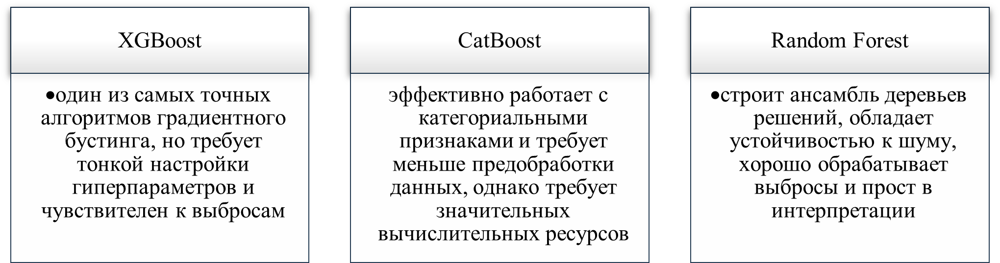 XGBoost
•один из самых точных
алгоритмов градиентного
бустинга, но требует
тонкой настройки
гиперпараметров и
чувствителен к выбросам
CatBoost
эффективно работает с
категориальными
признаками и требует
меньше предобработки
данных, однако требует
значительных
вычислительных ресурсов
Random Forest
•строит ансамбль деревьев
решений, обладает
устойчивостью к шуму,
хорошо обрабатывает
выбросы и прост в
интерпретации